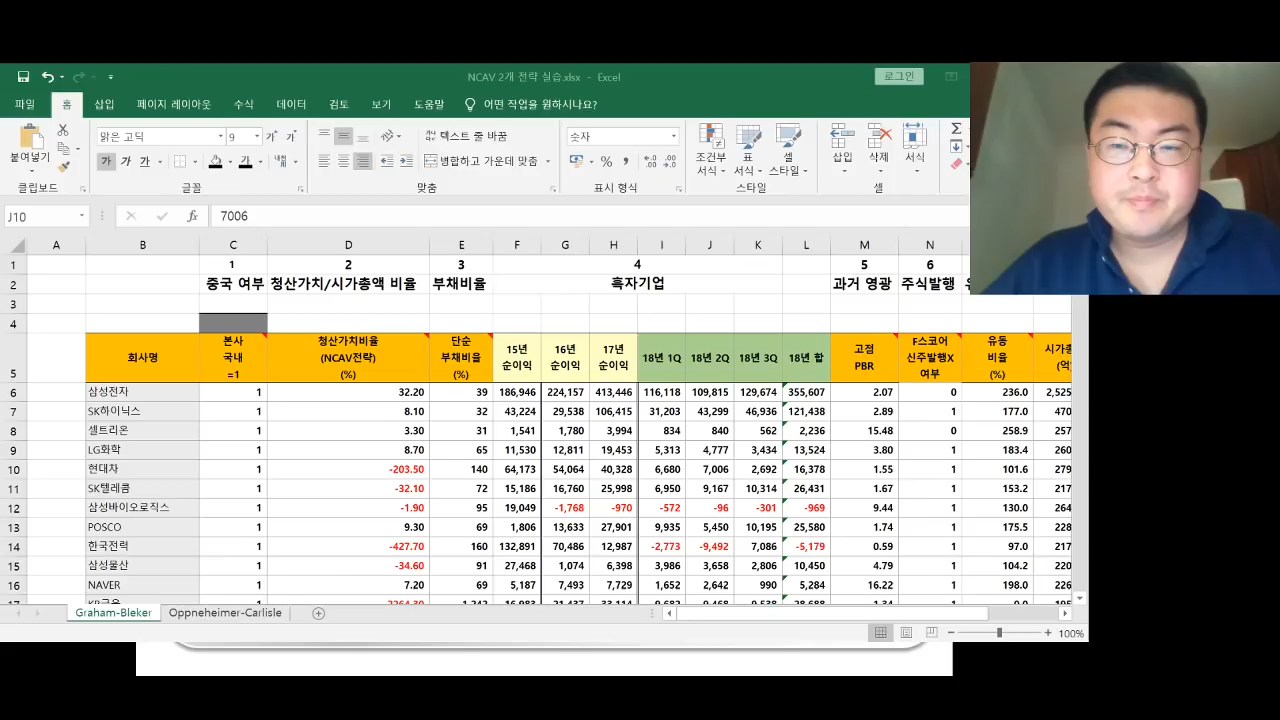 NCAV 2개 전략 실습.xlsx - Excel
로그인
파일 홈 삽입 페이지 레이아웃 수식 데이터 검토 보기 도움말 어떤 작업을 원하시나요?
붙여넣기
맑은 고딕 9
가 가 가
텍스트 줄 바꿈
병합하고 가운데 맞춤
숫자
조건부 서식 표 서식 셀 스타일
삽입 삭제 서식
클립보드 글꼴 맞춤 표시 형식 스타일 셀
J10 fx 7006
A B C D E F G H I J K L M N
1 1 2 3 4 5 6
2 중국 여부 청산가치/시가총액 비율 부채비율 흑자기업 과거 영광 주식발행
3
4
5 회사명 본사 국내 =1 청산가치비율 (NCAV전략) (%) 단순 부채비율 (%) 15년 순이익 16년 순이익 17년 순이익 18년 1Q 18년 2Q 18년 3Q 18년 합 고점 PBR F스코어 신주발행X 여부 유동 비율 (%)
6 삼성전자 1 32.20 39 186,946 224,157 413,446 116,118 109,815 129,674 355,607 2.07 0 236.0 2,525
7 SK하이닉스 1 8.10 32 43,224 29,538 106,415 31,203 43,299 46,936 121,438 2.89 1 177.0 470
8 셀트리온 1 3.30 31 1,541 1,780 3,994 834 840 562 2,236 15.48 0 258.9 257
9 LG화학 1 8.70 65 11,530 12,811 19,453 5,313 4,777 3,434 13,524 3.80 1 183.4 260
10 현대차 1 -203.50 140 64,173 54,064 40,328 6,680 7,006 2,692 16,378 1.55 1 101.6 279
11 SK텔레콤 1 -32.10 72 15,186 16,760 25,998 6,950 9,167 10,314 26,431 1.67 1 153.2 217
12 삼성바이오로직스 1 -1.90 95 19,049 -1,768 -970 -572 -96 -301 -969 9.44 1 130.0 264
13 POSCO 1 9.30 69 1,806 13,633 27,901 9,935 5,450 10,195 25,580 1.74 1 175.5 228
14 한국전력 1 -427.70 160 132,891 70,486 12,987 -2,773 -9,492 7,086 -5,179 0.59 1 97.0 217
15 삼성물산 1 -34.60 91 27,468 1,074 6,398 3,986 3,658 2,806 10,450 4.79 1 104.2 220
16 NAVER 1 7.20 69 5,187 7,493 7,729 1,652 2,642 990 5,284 16.22 1 198.0 226
Graham-Bleker Oppneheimer-Carlisle
100%